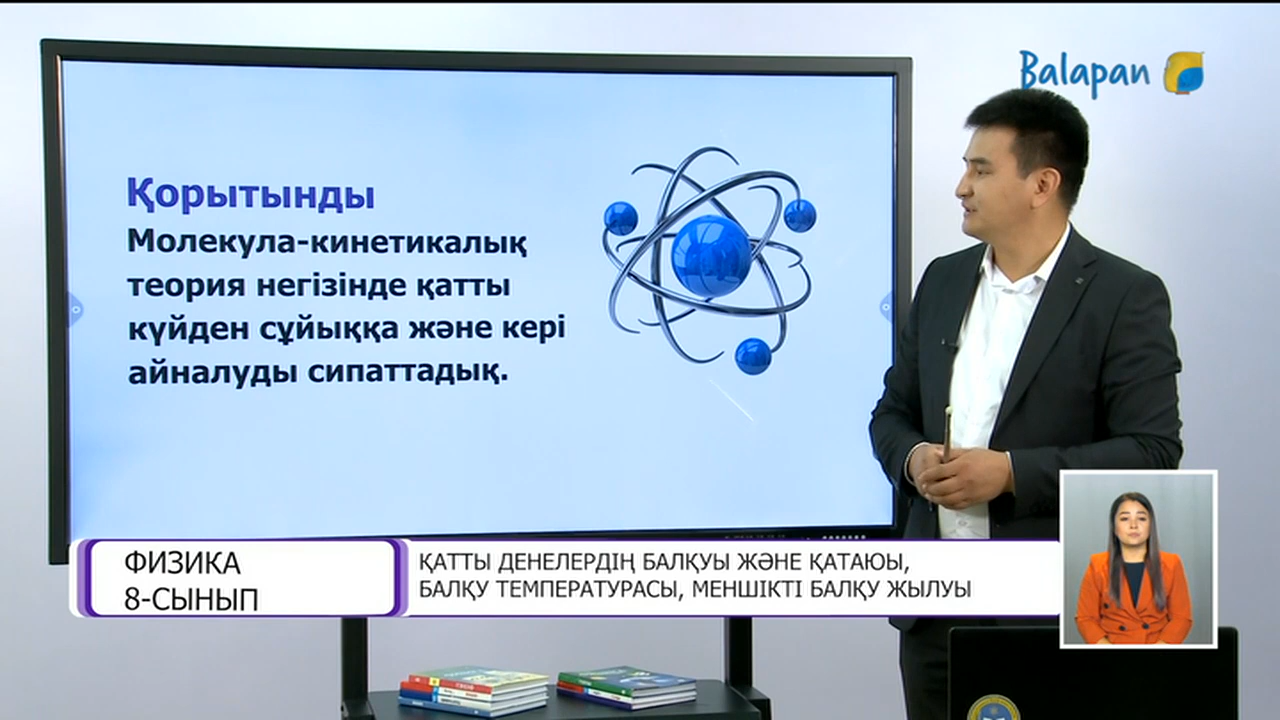 Balapan
Қорытынды
Молекула-кинетикалық
теория негізінде қатты
күйден сұйыққа және кері
айналуды сипаттадық.
ФИЗИКА
8-СЫНЫП
ҚАТТЫ ДЕНЕЛЕРДІҢ БАЛҚУЫ ЖӘНЕ ҚАТАЮЫ,
БАЛҚУ ТЕМПЕРАТУРАСЫ, МЕНШІКТІ БАЛҚУ ЖЫЛУЫ